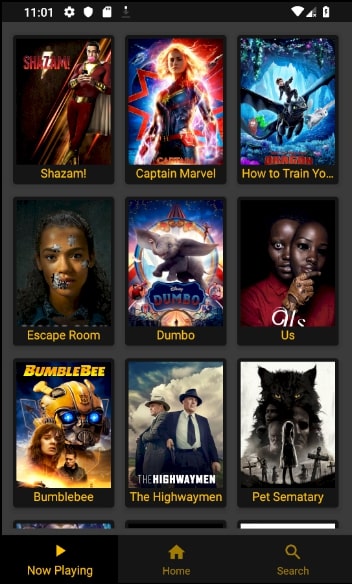 11:01
SHAZAM!
CAPTAIN
Shazam!
Captain Marvel
How to Train Yo...
Disney
DUMBO
us
Escape Room
Dumbo
Us
BUMBLEBEE
THE HIGHWAYMEN
Bumblebee
The Highwaymen
Pet Sematary
Now Playing
Home
Search